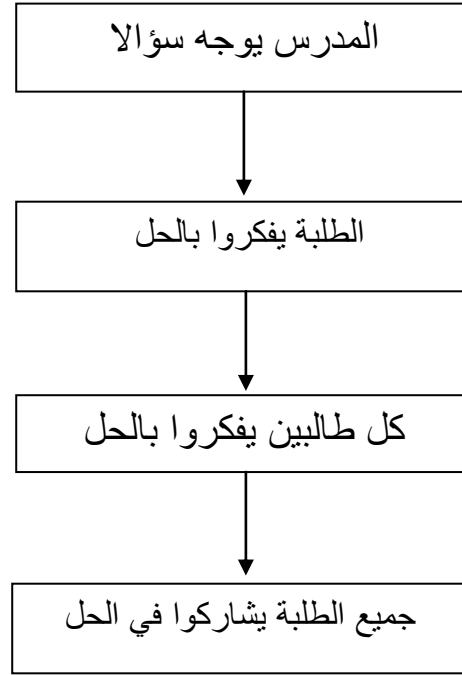 المدرس يوجه سؤالا
الطلبة يفكروا بالحل
كل طالبين يفكروا بالحل
جميع الطلبة يشاركوا في الحل